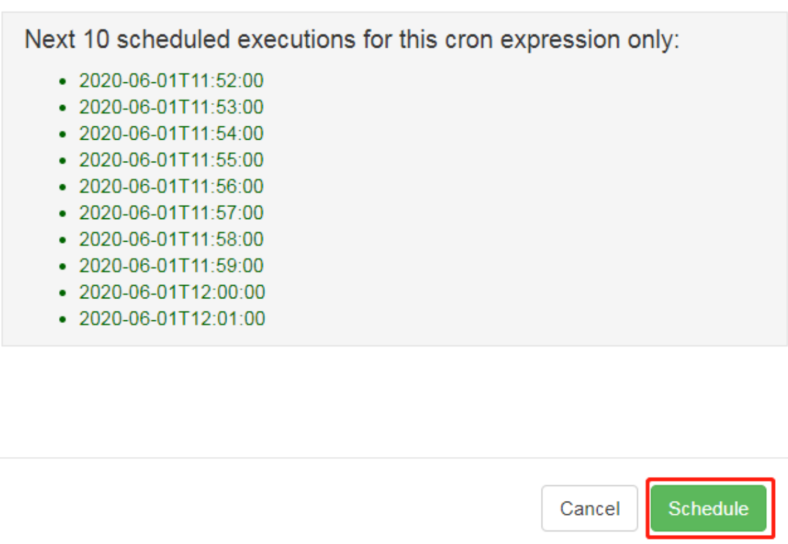 Next 10 scheduled executions for this cron expression only:
2020-06-01T11:52:00
2020-06-01T11:53:00
2020-06-01T11:54:00
2020-06-01T11:55:00
2020-06-01T11:56:00
2020-06-01T11:57:00
2020-06-01T11:58:00
2020-06-01T11:59:00
2020-06-01T12:00:00
2020-06-01T12:01:00
Cancel Schedule